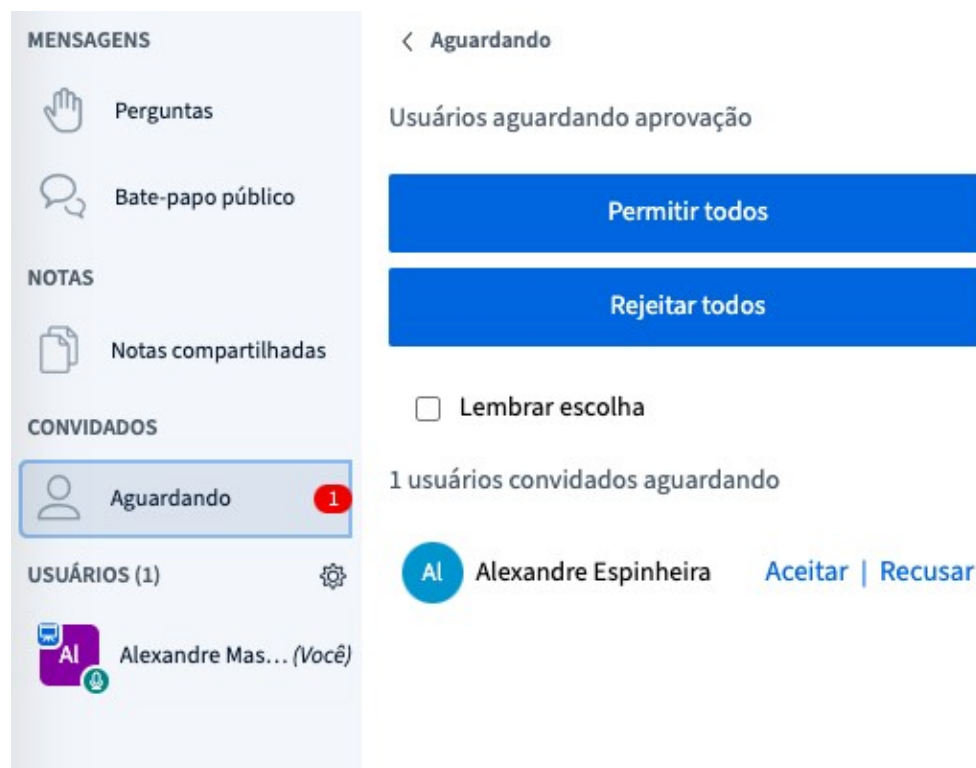 MENSAGENS
Perguntas
Bate-papo público
NOTAS
Notas compartilhadas
CONVIDADOS
Aguardando 1
USUÁRIOS (1)
Al Alexandre Mas... (Você)
Aguardando
Usuários aguardando aprovação
Permitir todos
Rejeitar todos
Lembrar escolha
1 usuários convidados aguardando
Al Alexandre Espinheira Aceitar | Recusar